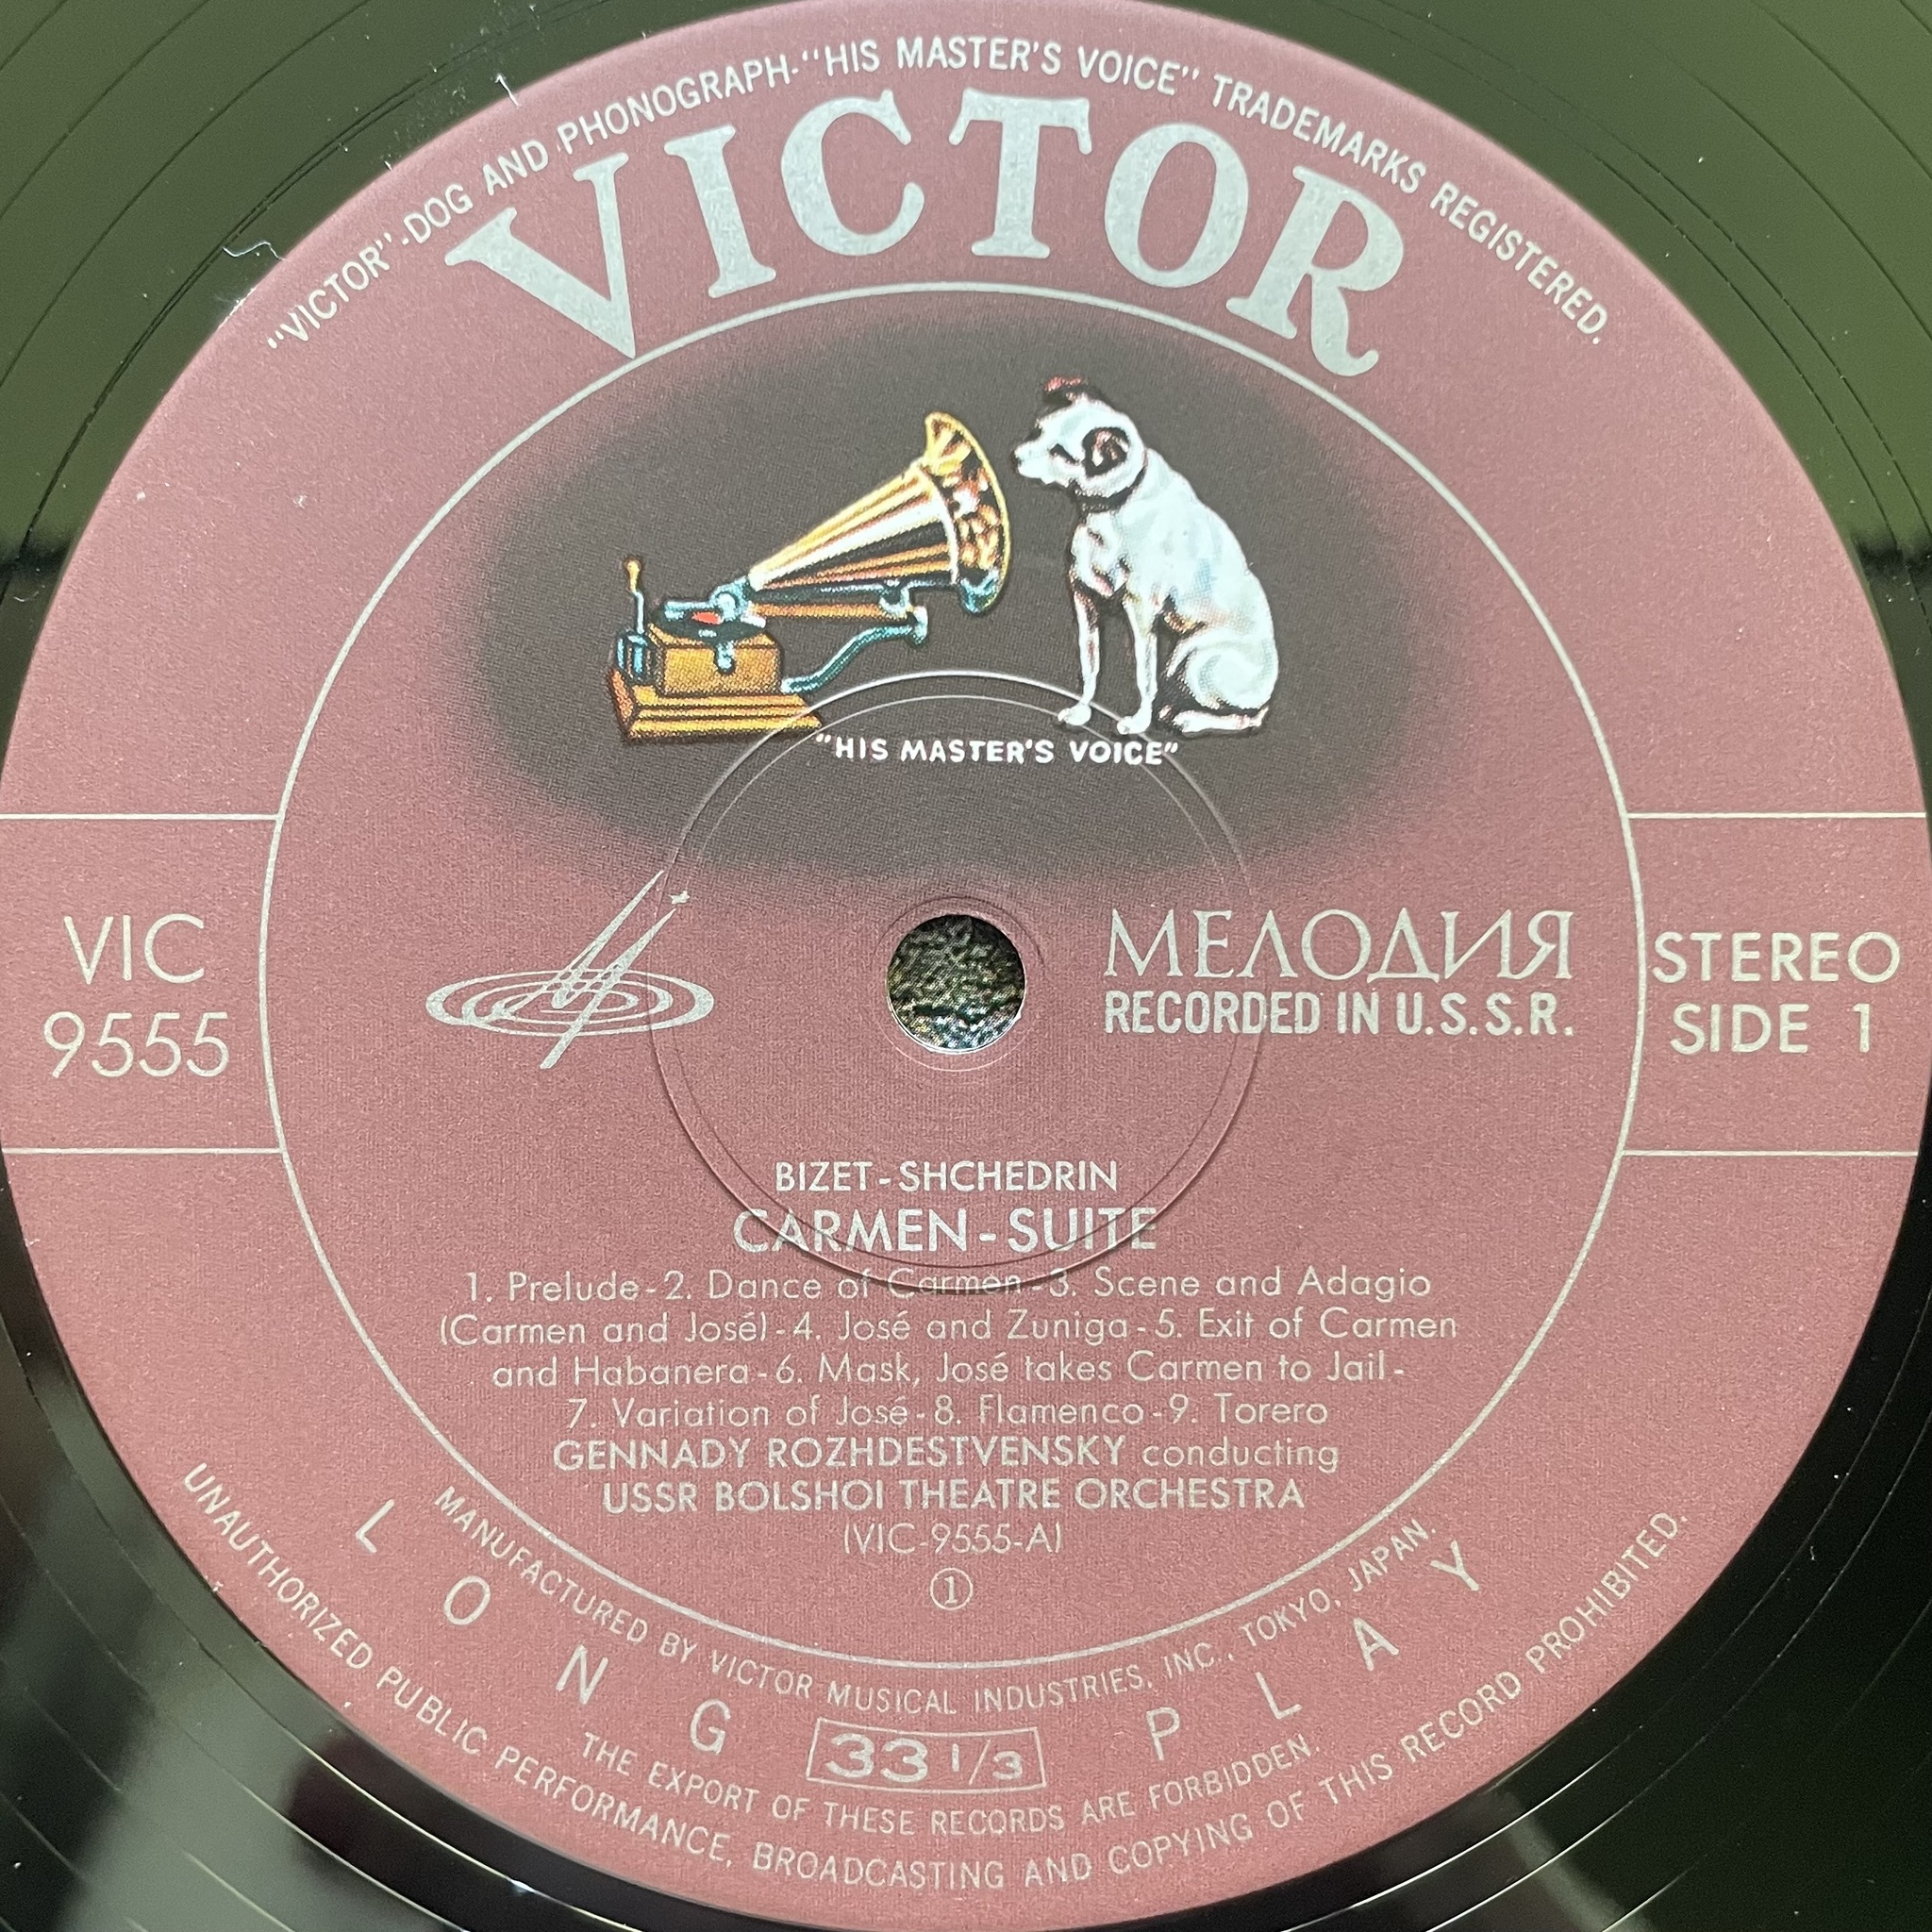 "VICTOR"-DOG AND PHONOGRAPH-"HIS MASTER'S VOICE" TRADEMARKS REGISTERED.
VICTOR
"HIS MASTER'S VOICE"
VIC
9555
МЕЛОДИЯ
RECORDED IN U.S.S.R.
STEREO
SIDE 1
BIZET-SHCHEDRIN
CARMEN-SUITE
1. Prelude-2. Dance of Carmen-3. Scene and Adagio
(Carmen and José)-4. José and Zuniga-5. Exit of Carmen
and Habanera-6. Mask, José takes Carmen to Jail-
7. Variation of José-8. Flamenco-9. Torero
GENNADY ROZHDESTVENSKY conducting
USSR BOLSHOI THEATRE ORCHESTRA
(VIC-9555-A)
①
MANUFACTURED BY VICTOR MUSICAL INDUSTRIES, INC., TOKYO, JAPAN.
LONG PLAY
33 1/3
THE EXPORT OF THESE RECORDS ARE FORBIDDEN.
UNAUTHORIZED PUBLIC PERFORMANCE, BROADCASTING AND COPYING OF THIS RECORD PROHIBITED.